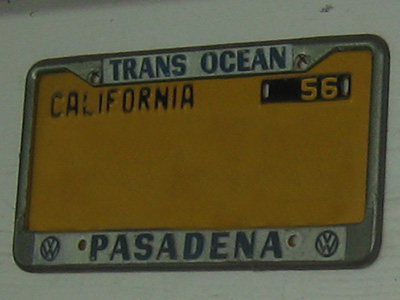 TRANS OCEAN
CALIFORNIA 56
PASADENA